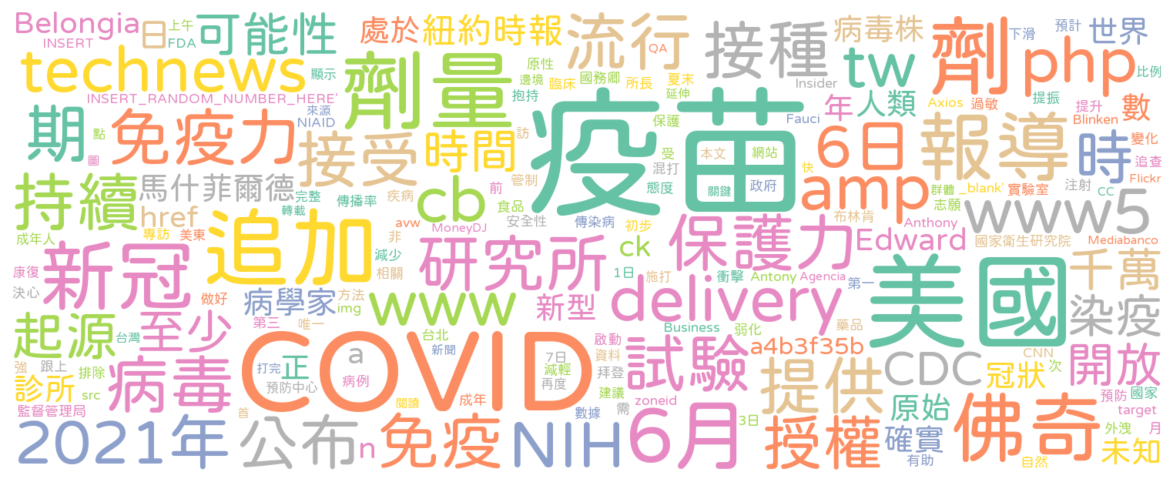 Belongia
INSERT
日
上午
FDA
可能性
處於
紐約時報
流行
QA
接種
病毒株
劑
下滑
預計
世界
technews
顯示
劑量
原性
邊境
臨床
國務卿
所長
夏末
延伸
Insider
tw
php
比例
INSERT_RANDOM_NUMBER_HERE'
抱持
疫苗
年
人類
Axios
過敏
提振
提升
Blinken
數
期
點
圖
免疫力
來源
NIAID
接受
時間
訪
保護
受
混打
態度
本文
網站
關鍵
政府
Fauci
快
6日
報導
時
變化
追查
Flickr
持續
馬什菲爾德
完整
轉載
傳播率
疾病
管制
前
cb
食品
安全性
傳染病
初步
amp
群體
志願
_blank'
實驗室
注射
CC
www5
成年人
href
專訪
美東
追加
avw
非
減少
相關
MoneyDJ
研究所
ck
保護力
布林肯
Anthony
Edward
國家衛生研究院
Mediabanco
康復
決心
新冠
做好
病學家
方法
img
www
新型
1日
施打
衝擊
Antony
Agencia
第一
delivery
美國
千萬
染疫
起源
台灣
至少
第三
唯一
台北
新聞
COVID
Business
啟動
資料
弱化
拜登
藥品
a4b3f35b
CDC
CNN
次
冠狀
開放
強
跟上
排除
診所
src
病毒
打完
正
預防中心
a
病例
7日
減輕
再度
建議
試驗
zoneid
提供
原始
預防
國家
target
監督管理局
首
閱讀
成年
數據
需
3日
佛奇
外洩
月
2021年
公布
n
免疫
NIH
6月
授權
確實
有助
自然
未知